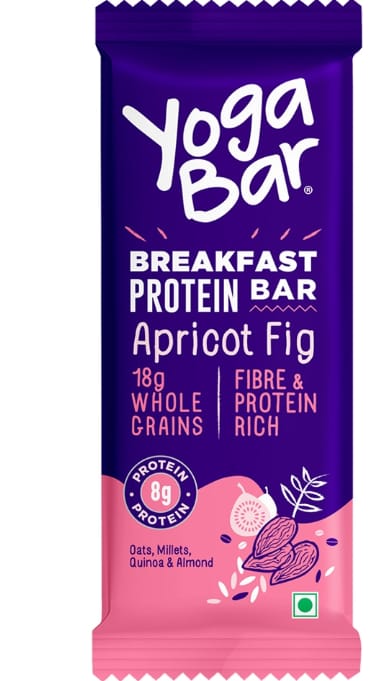 Yoga
Bar®
BREAKFAST
PROTEIN BAR
Apricot Fig
18g
WHOLE
GRAINS
FIBRE &
PROTEIN
RICH
PROTEIN
8g
PROTEIN
Oats, Millets,
Quinoa & Almond